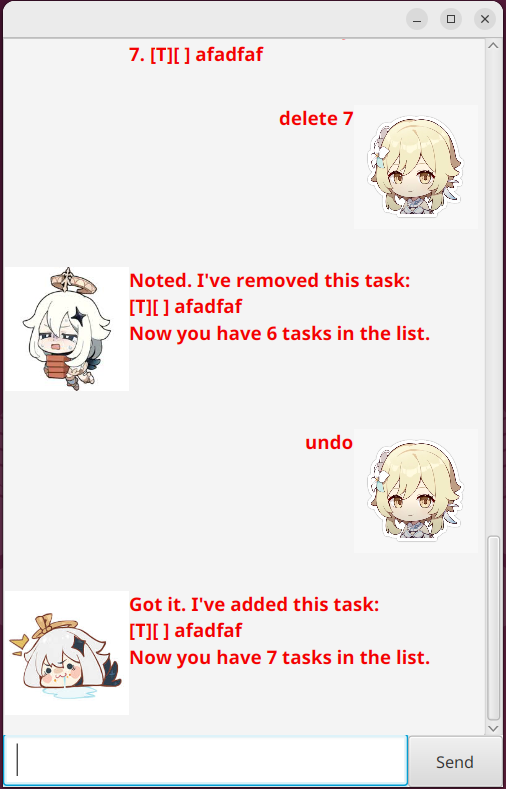 7. [T][ ] afadfaf
delete 7
Noted. I've removed this task:
[T][ ] afadfaf
Now you have 6 tasks in the list.
undo
Got it. I've added this task:
[T][ ] afadfaf
Now you have 7 tasks in the list.
Send